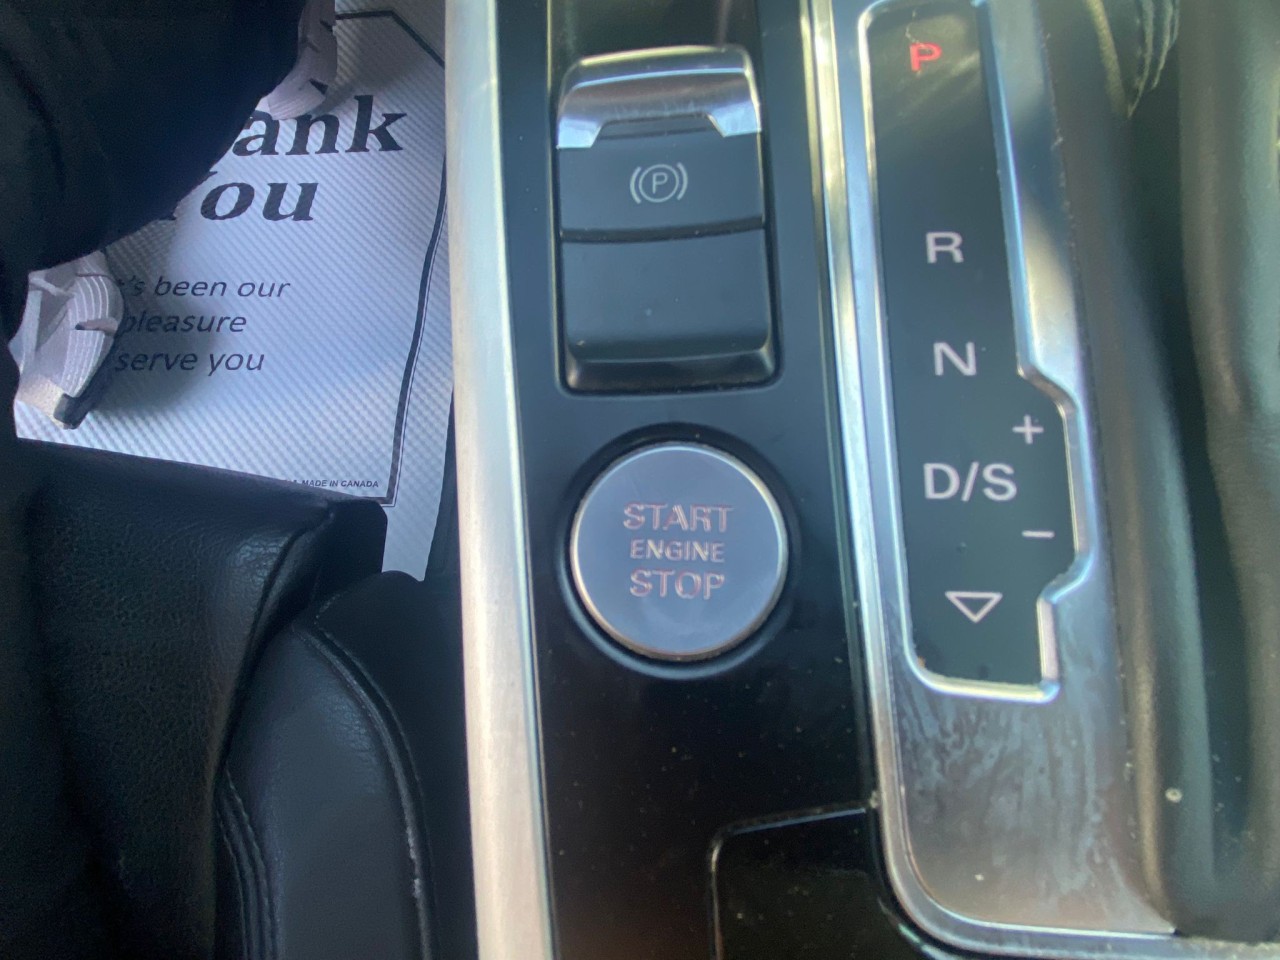 ank
You
t's been our
pleasure
serve you
MADE IN CANADA
(P)
START
ENGINE
STOP
P
R
N
+
D/S
−